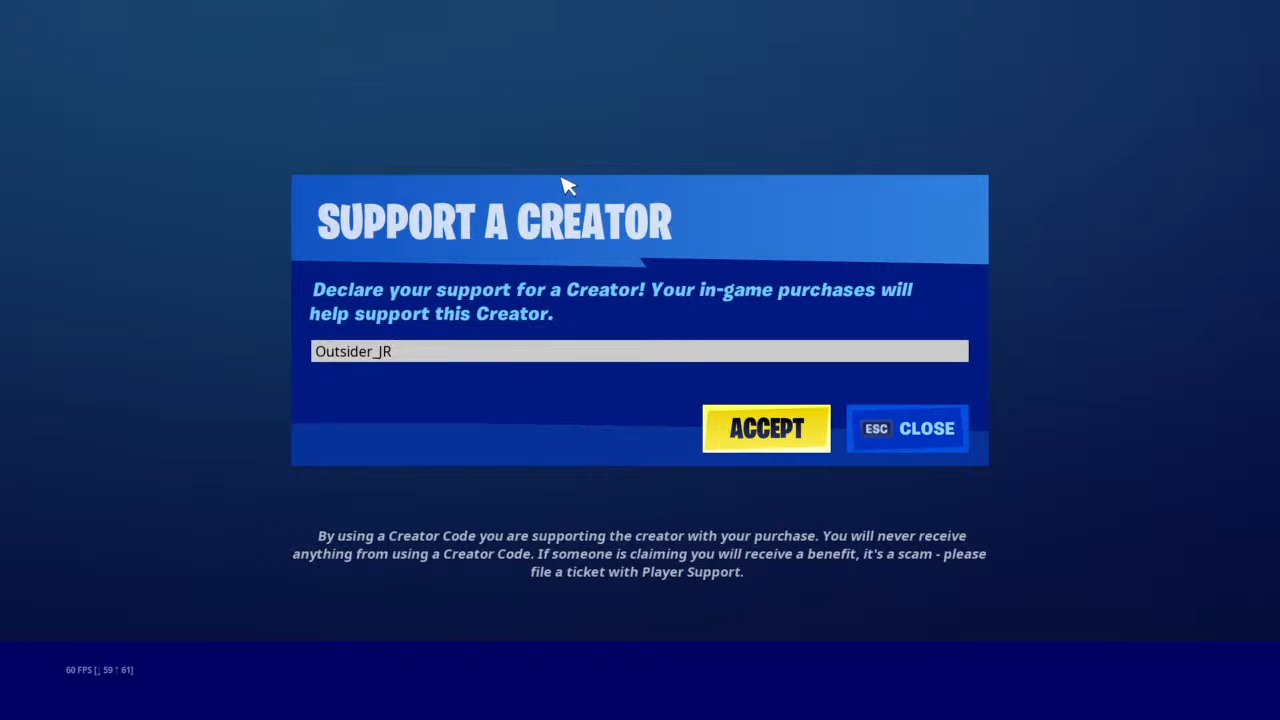 SUPPORT A CREATOR
Declare your support for a Creator! Your in-game purchases will
help support this Creator.
Outsider_JR
ACCEPT
ESC CLOSE
By using a Creator Code you are supporting the creator with your purchase. You will never receive
anything from using a Creator Code. If someone is claiming you will receive a benefit, it's a scam - please
file a ticket with Player Support.
60 FPS [↓ 59 ↑ 61]